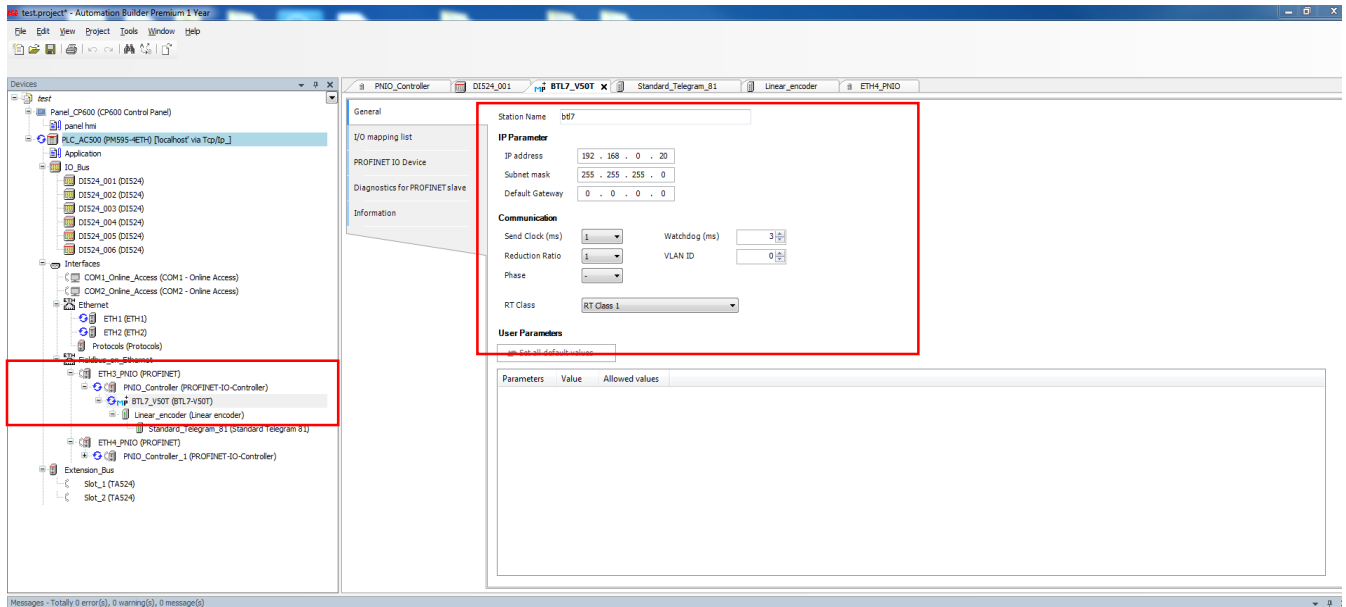 test.project* - Automation Builder Premium 1 Year
File Edit View Project Tools Window Help
Devices
test
Panel_CP600 (CP600 Control Panel)
panel hmi
PLC_AC500 (PM595-4ETH) ['localhost' via Tcp/Ip_]
Application
IO_Bus
DI524_001 (DI524)
DI524_002 (DI524)
DI524_003 (DI524)
DI524_004 (DI524)
DI524_005 (DI524)
DI524_006 (DI524)
Interfaces
COM1_Online_Access (COM1 - Online Access)
COM2_Online_Access (COM2 - Online Access)
Ethernet
ETH1 (ETH1)
ETH2 (ETH2)
Protocols (Protocols)
Fieldbus_on_Ethernet
ETH3_PNIO (PROFINET)
PNIO_Controller (PROFINET-IO-Controller)
BTL7_V50T (BTL7-V50T)
Linear_encoder (Linear encoder)
Standard_Telegram_81 (Standard Telegram 81)
ETH4_PNIO (PROFINET)
PNIO_Controller_1 (PROFINET-IO-Controller)
Extension_Bus
Slot_1 (TA524)
Slot_2 (TA524)
PNIO_Controller DI524_001 BTL7_V50T Standard_Telegram_81 Linear_encoder ETH4_PNIO
General
I/O mapping list
PROFINET IO Device
Diagnostics for PROFINET slave
Information
Station Name btl7
IP Parameter
IP address 192 . 168 . 0 . 20
Subnet mask 255 . 255 . 255 . 0
Default Gateway 0 . 0 . 0 . 0
Communication
Send Clock (ms) 1 Watchdog (ms) 3
Reduction Ratio 1 VLAN ID 0
Phase -
RT Class RT Class 1
User Parameters
Set all default values
Parameters Value Allowed values
Messages - Totally 0 error(s), 0 warning(s), 0 message(s)